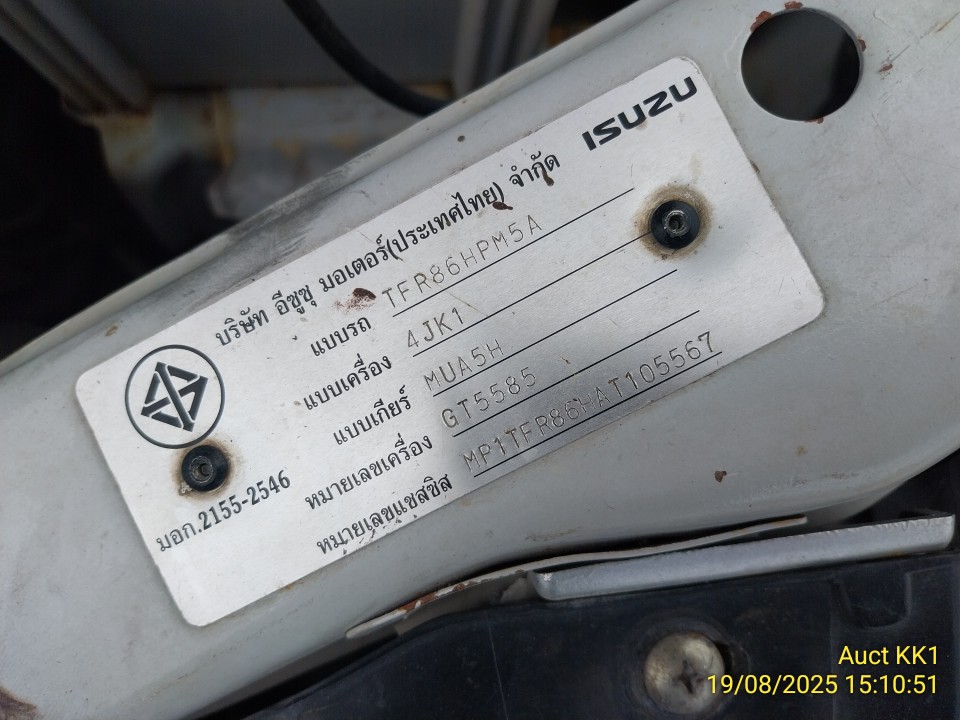 ISUZU
บริษัท อีซูซุ มอเตอร์(ประเทศไทย) จำกัด
แบบรถ TFR86HPM5A
แบบเครื่อง 4JK1
แบบเกียร์ MUA5H
หมายเลขเครื่อง GT5585
หมายเลขแชสซิส MP1TFR86HAT105567
มอก.2155-2546
Auct KK1
19/08/2025 15:10:51